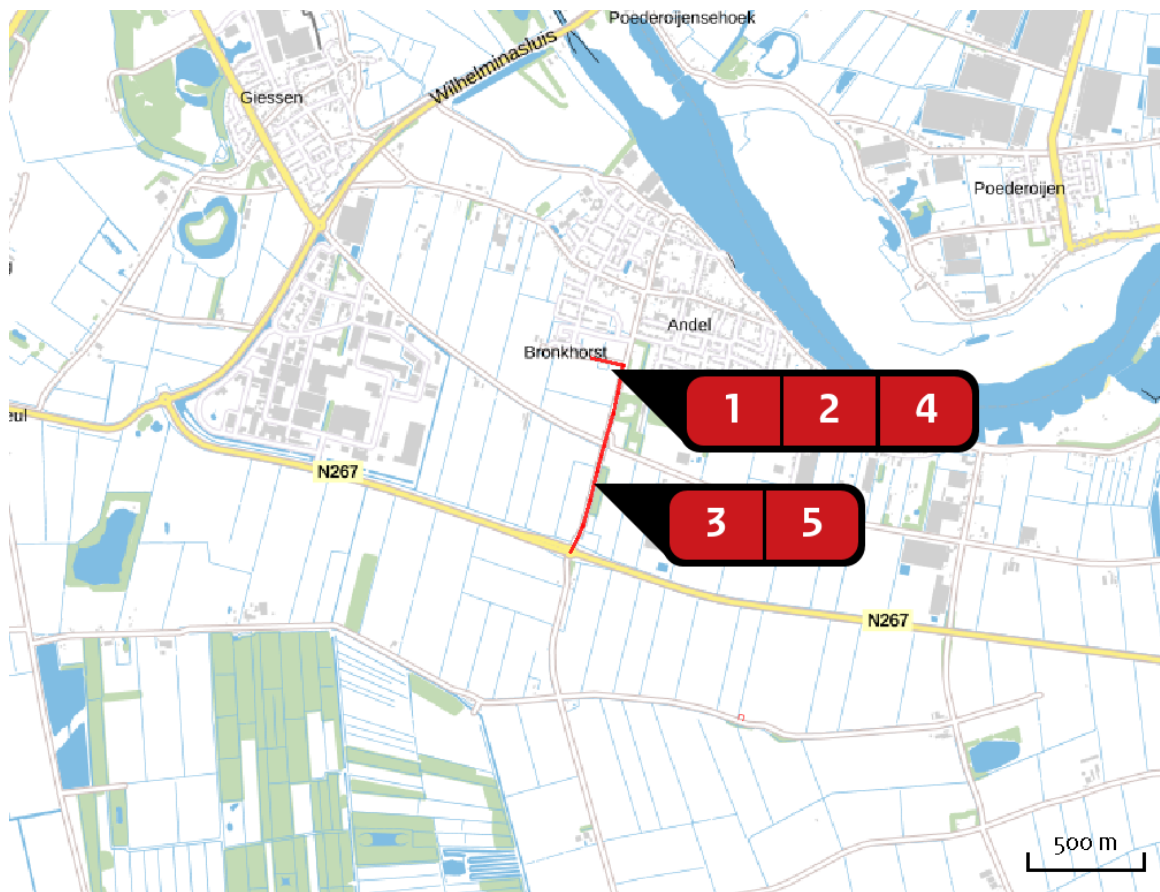 Poederoijensehoek
Wilhelminasluis
Giessen
Poederoijen
Andel
Bronkhorst
1 2 4
eul
N267
3 5
N267
500 m